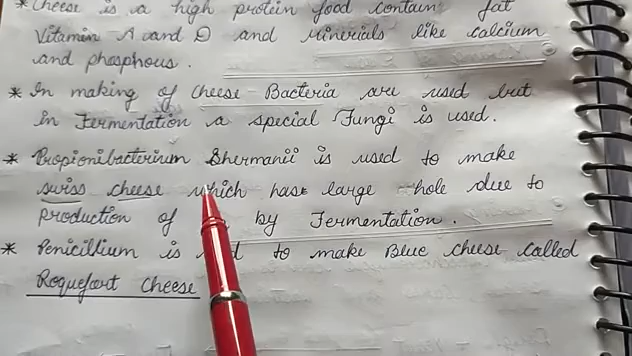 * Cheese is a high protein food contain fat
Vitamin A and D and Minerials like calcium
and phosphous.
* In making of Cheese Bacteria are used but
in Fermentation a special Fungi is used.
* Propionibacterium Shermanii is used to make
swiss cheese which has large hole due to
production of by Fermentation.
* Penicillium is to make Blue cheese called
Roquefort Cheese